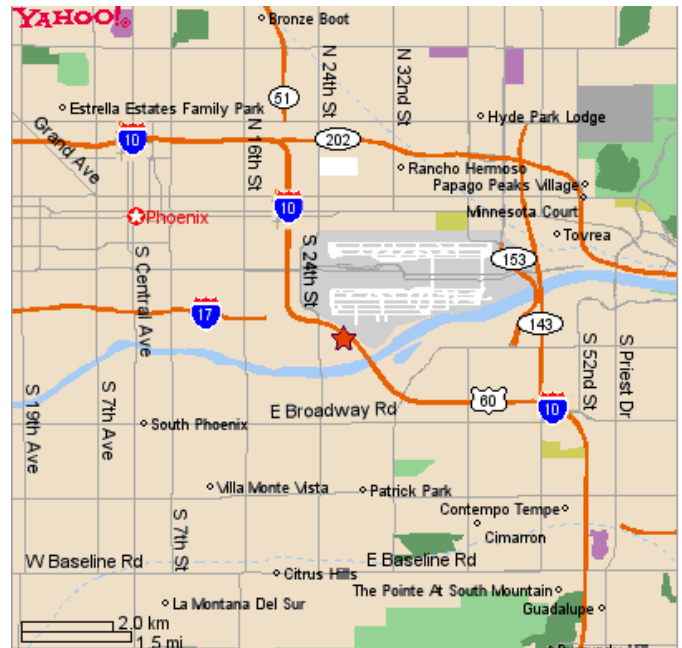 YAHOO!®
Bronze Boot
N 24th St
N 32nd St
51
Estrella Estates Family Park
Hyde Park Lodge
Grand Ave
10
N 16th St
202
Rancho Hermoso
Papago Peaks Village
10
Minnesota Court
Phoenix
Tovrea
S Central Ave
S 24th St
153
17
143
S 52nd St
S Priest Dr
60
10
E Broadway Rd
S 19th Ave
S 7th Ave
South Phoenix
Villa Monte Vista
Patrick Park
S 7th St
Contempo Tempe
Cimarron
W Baseline Rd
E Baseline Rd
Citrus Hills
The Pointe At South Mountain
La Montana Del Sur
Guadalupe
2.0 km
1.5 mi